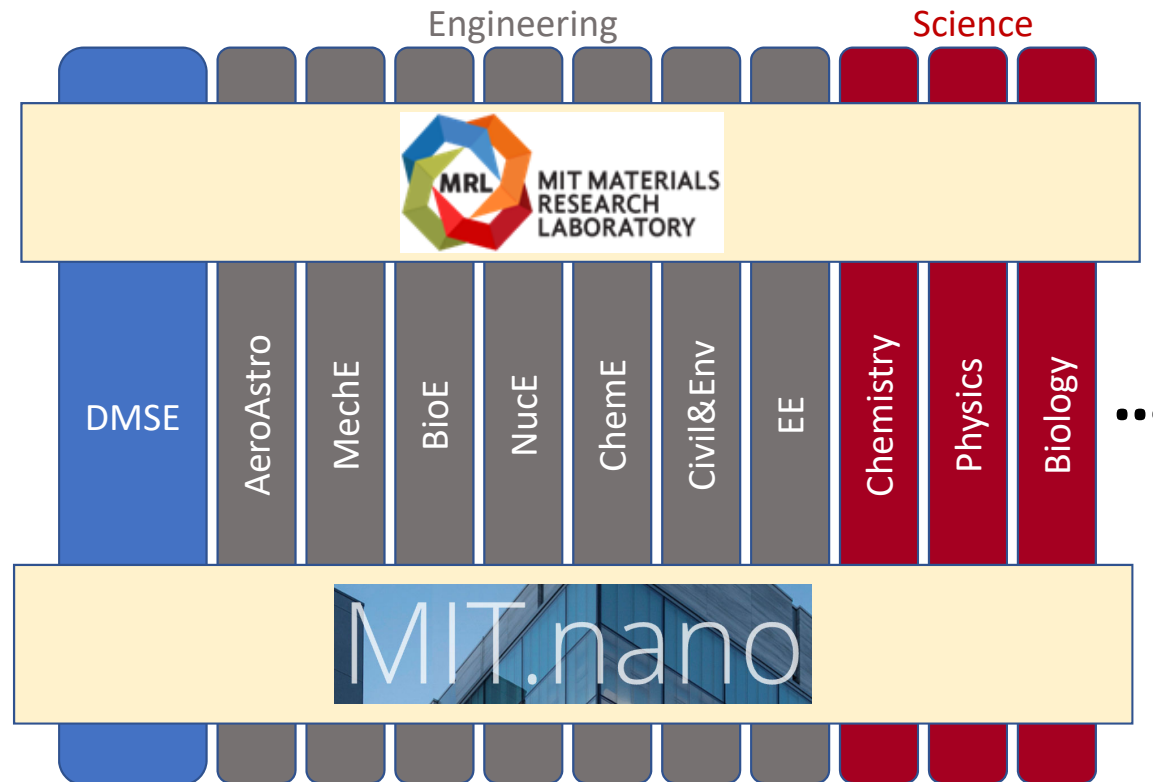 Engineering
Science
MRL
MIT MATERIALS
RESEARCH
LABORATORY
DMSE
AeroAstro
MechE
BioE
NucE
ChemE
Civil&Env
EE
Chemistry
Physics
Biology
...
MIT.nano